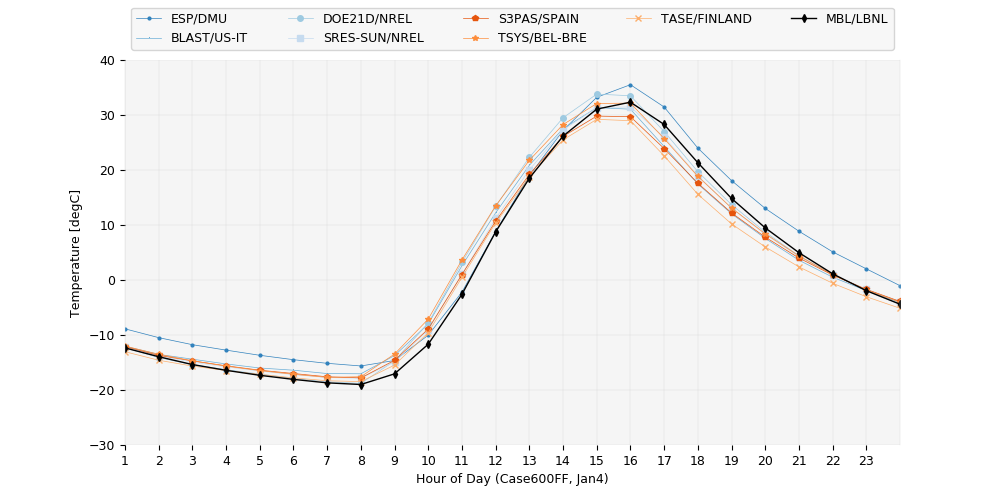 ESP/DMU DOE21D/NREL S3PAS/SPAIN TASE/FINLAND MBL/LBNL
BLAST/US-IT SRES-SUN/NREL TSYS/BEL-BRE
40
30
20
10
0
−10
−20
−30
Temperature [degC]
1 2 3 4 5 6 7 8 9 10 11 12 13 14 15 16 17 18 19 20 21 22 23
Hour of Day (Case600FF, Jan4)